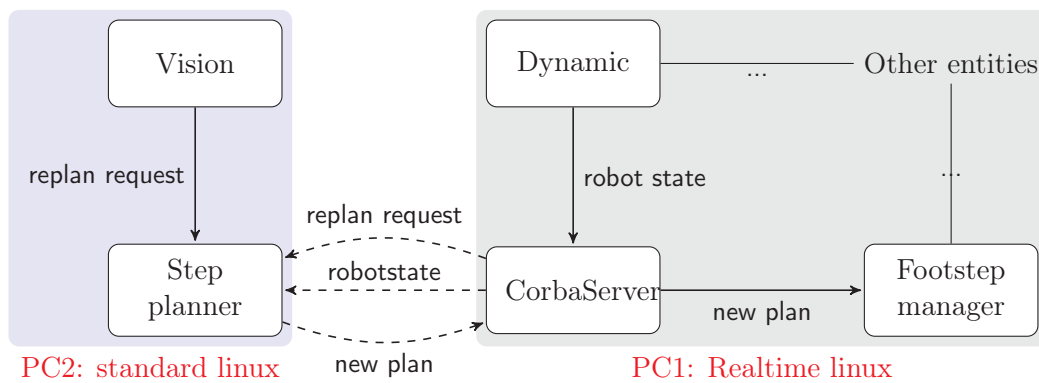 Vision
Dynamic
...
Other entities
replan request
robot state
...
replan request
Step
planner
robotstate
CorbaServer
new plan
Footstep
manager
new plan
PC2: standard linux
PC1: Realtime linux